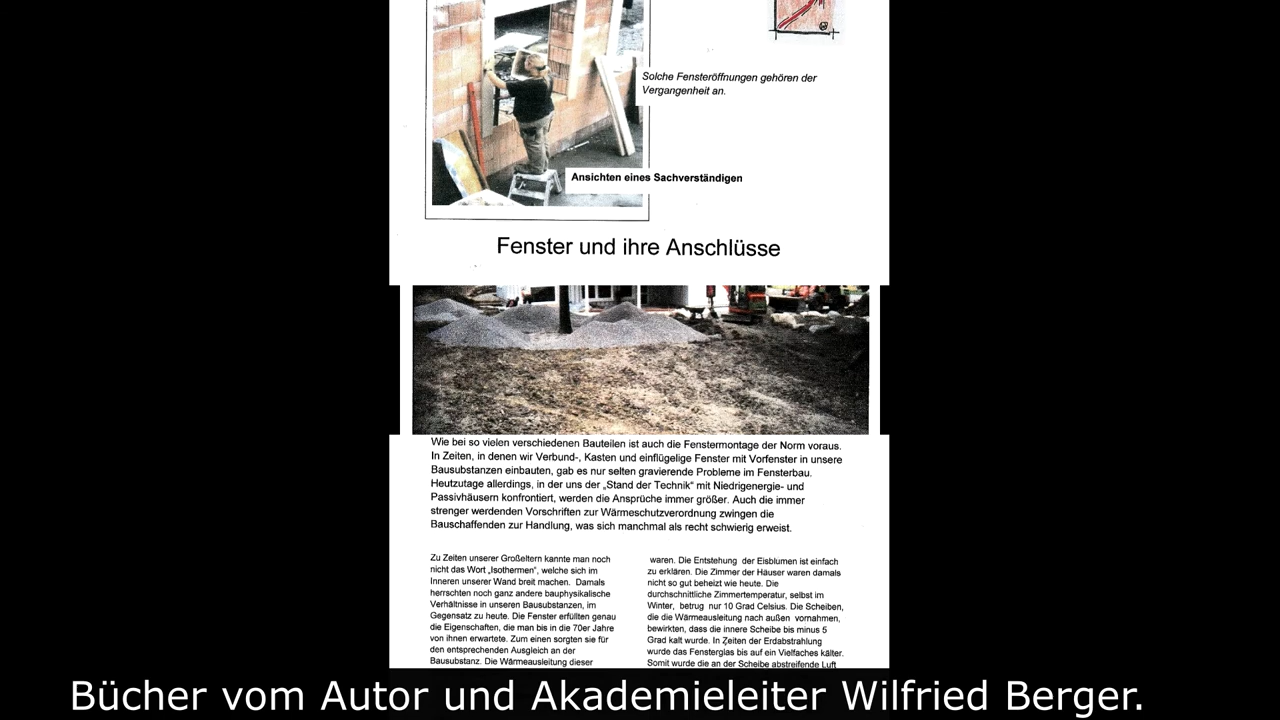 Solche Fensteröffnungen gehören der
Vergangenheit an.
Ansichten eines Sachverständigen
Fenster und ihre Anschlüsse
Wie bei so vielen verschiedenen Bauteilen ist auch die Fenstermontage der Norm voraus.
In Zeiten, in denen wir Verbund-, Kasten und einflügelige Fenster mit Vorfenster in unsere
Bausubstanzen einbauten, gab es nur selten gravierende Probleme im Fensterbau.
Heutzutage allerdings, in der uns der „Stand der Technik“ mit Niedrigenergie- und
Passivhäusern konfrontiert, werden die Ansprüche immer größer. Auch die immer
strenger werdenden Vorschriften zur Wärmeschutzverordnung zwingen die
Bauschaffenden zur Handlung, was sich manchmal als recht schwierig erweist.
Zu Zeiten unserer Großeltern kannte man noch
nicht das Wort „Isothermen“, welche sich im
Inneren unserer Wand breit machen. Damals
herrschten noch ganz andere bauphysikalische
Verhältnisse in unseren Bausubstanzen, im
Gegensatz zu heute. Die Fenster erfüllten genau
die Eigenschaften, die man bis in die 70er Jahre
von ihnen erwartete. Zum einen sorgten sie für
den entsprechenden Ausgleich an der
Bausubstanz. Die Wärmeausleitung dieser
waren. Die Entstehung der Eisblumen ist einfach
zu erklären. Die Zimmer der Häuser waren damals
nicht so gut beheizt wie heute. Die
durchschnittliche Zimmertemperatur, selbst im
Winter, betrug nur 10 Grad Celsius. Die Scheiben,
die die Wärmeausleitung nach außen vornahmen,
bewirkten, dass die innere Scheibe bis minus 5
Grad kalt wurde. In Zeiten der Erdabstrahlung
wurde das Fensterglas bis auf ein Vielfaches kälter.
Somit wurde die an der Scheibe abstreifende Luft
Bücher vom Autor und Akademieleiter Wilfried Berger.